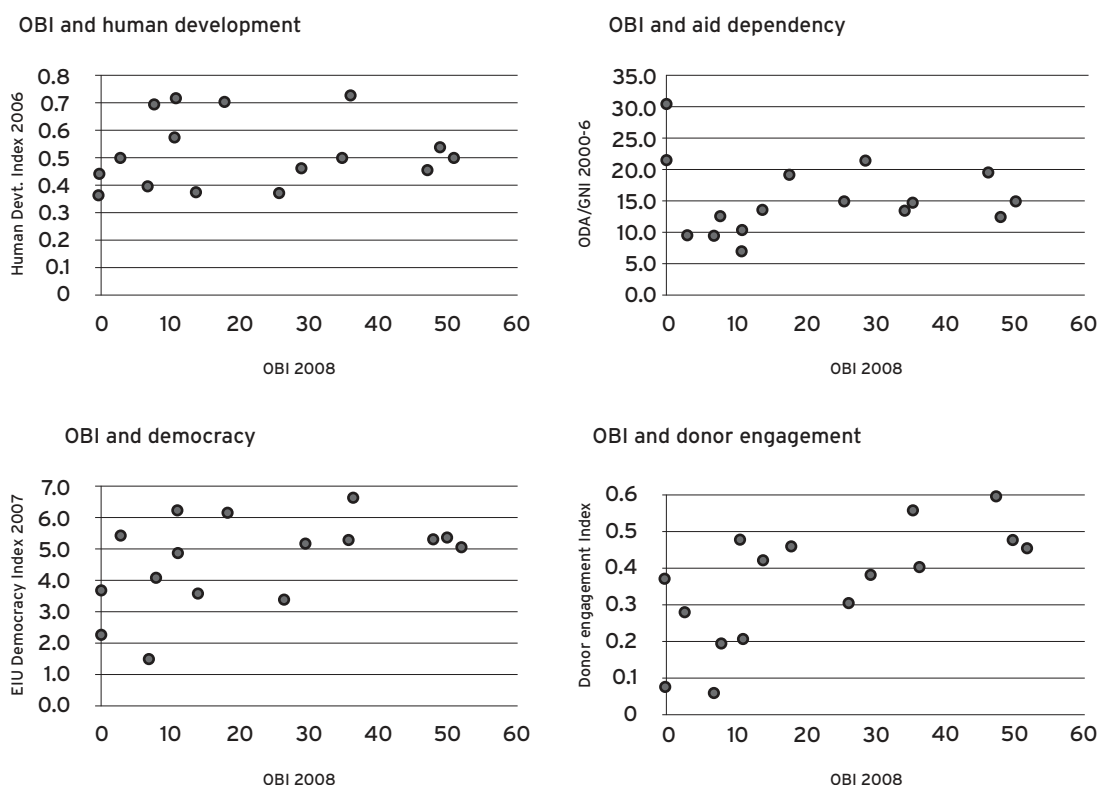 OBI and human development
Human Devt. Index 2006
0.8
0.7
0.6
0.5
0.4
0.3
0.2
0.1
0
0 10 20 30 40 50 60
OBI 2008
OBI and aid dependency
ODA/GNI 2000-6
35.0
30.0
25.0
20.0
15.0
10.0
5.0
0.0
0 10 20 30 40 50 60
OBI 2008
OBI and democracy
EIU Democracy Index 2007
7.0
6.0
5.0
4.0
3.0
2.0
1.0
0.0
0 10 20 30 40 50 60
OBI 2008
OBI and donor engagement
Donor engagement Index
0.6
0.5
0.4
0.3
0.2
0.1
0
0 10 20 30 40 50 60
OBI 2008